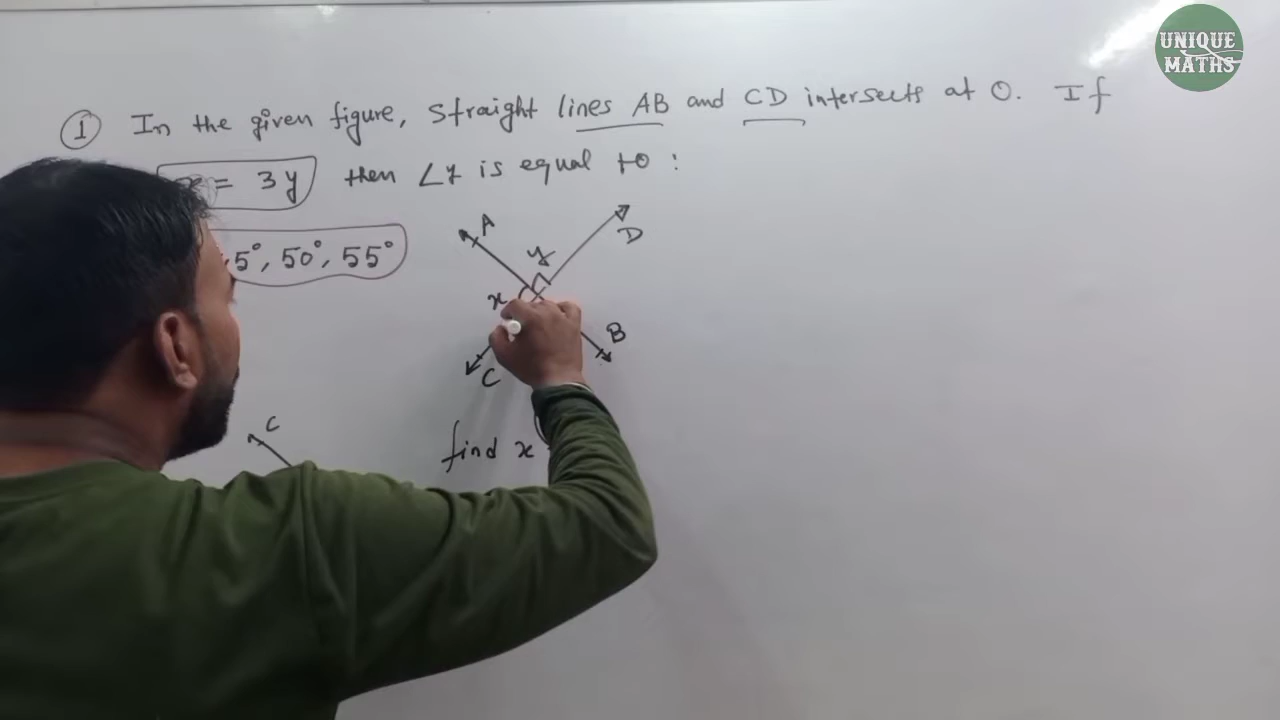 ① In the given figure, straight lines AB and CD intersects at O. If
= 3y then ∠y is equal to :
5°, 50°, 55°
A
D
y
x
B
C
C
find x
UNIQUE
MATHS